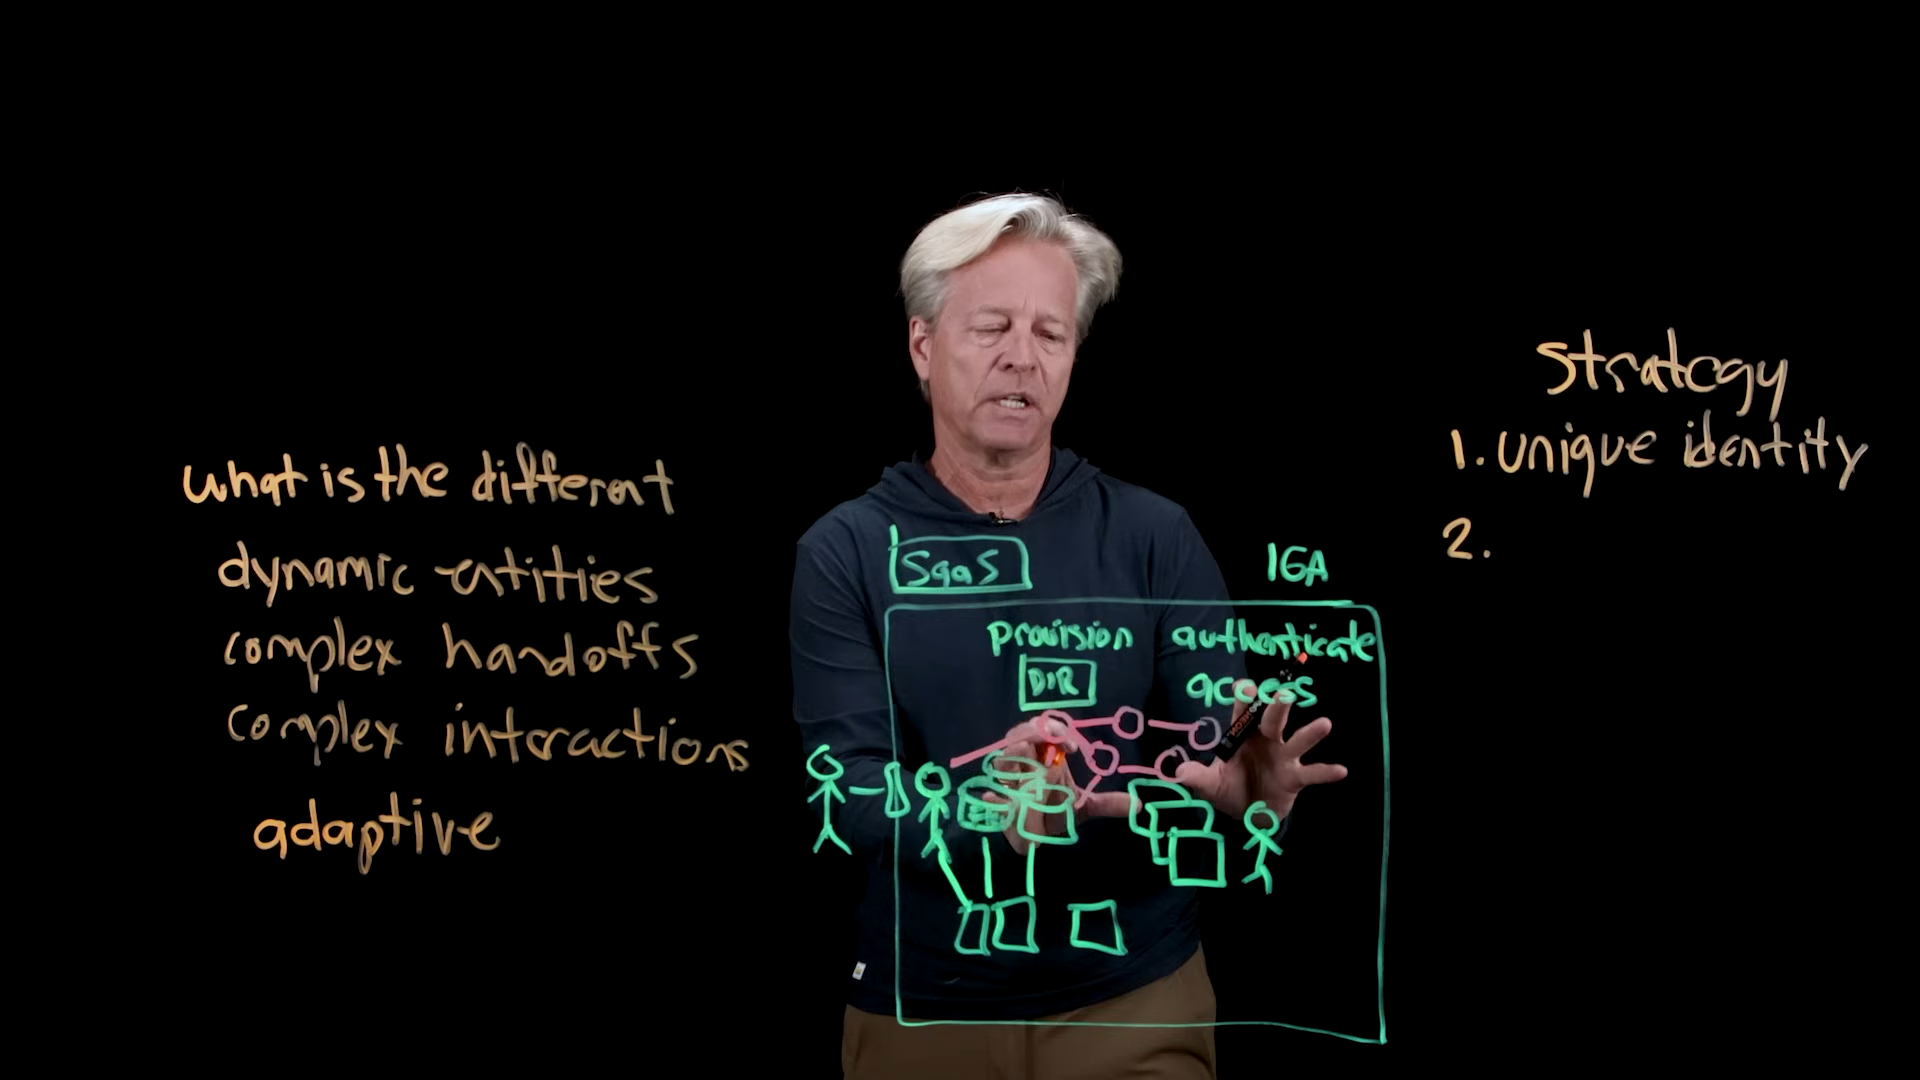 what is the different
dynamic entities
complex handoffs
complex interactions
adaptive
SaaS
IGA
provision
authenticate
DIR
access
strategy
1. unique identity
2.